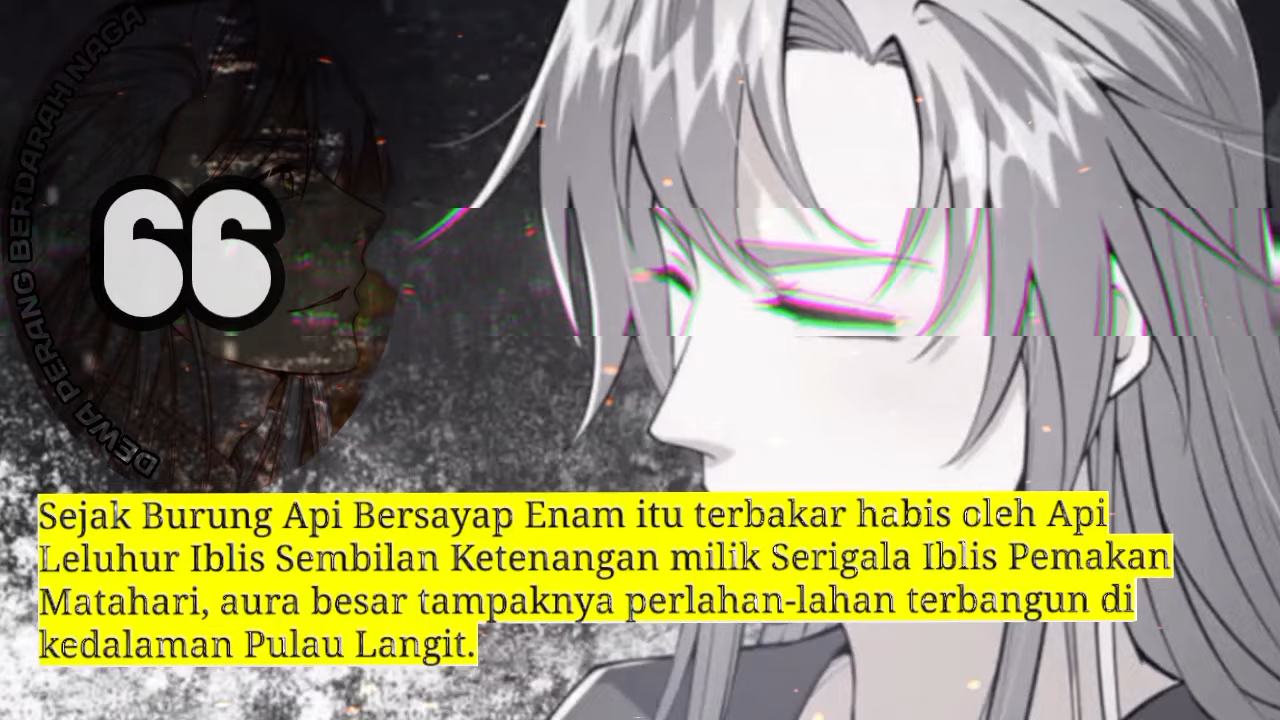 DEWA PERANG BERDARAH NAGA
66
Sejak Burung Api Bersayap Enam itu terbakar habis oleh Api
Leluhur Iblis Sembilan Ketenangan milik Serigala Iblis Pemakan
Matahari, aura besar tampaknya perlahan-lahan terbangun di
kedalaman Pulau Langit.